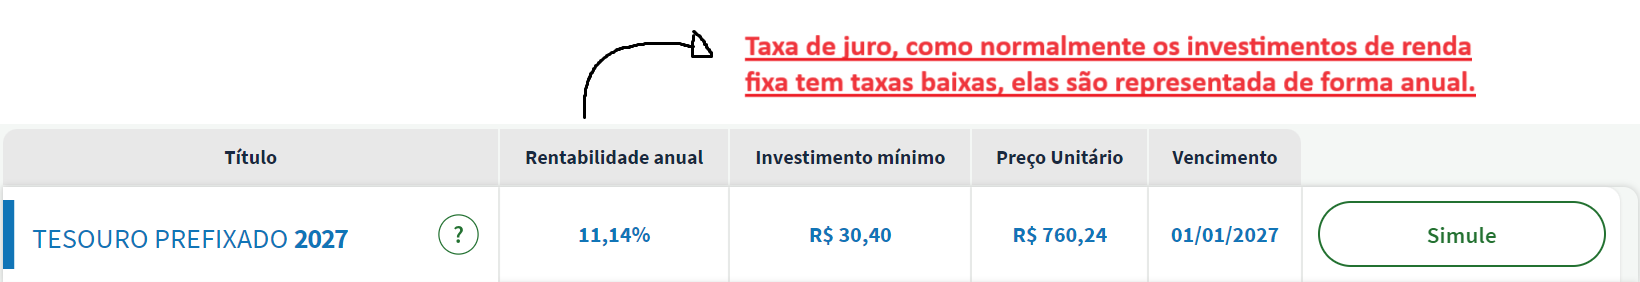 Taxa de juro, como normalmente os investimentos de renda
fixa tem taxas baixas, elas são representada de forma anual.
Título Rentabilidade anual Investimento mínimo Preço Unitário Vencimento
TESOURO PREFIXADO 2027 ? 11,14% R$ 30,40 R$ 760,24 01/01/2027 Simule